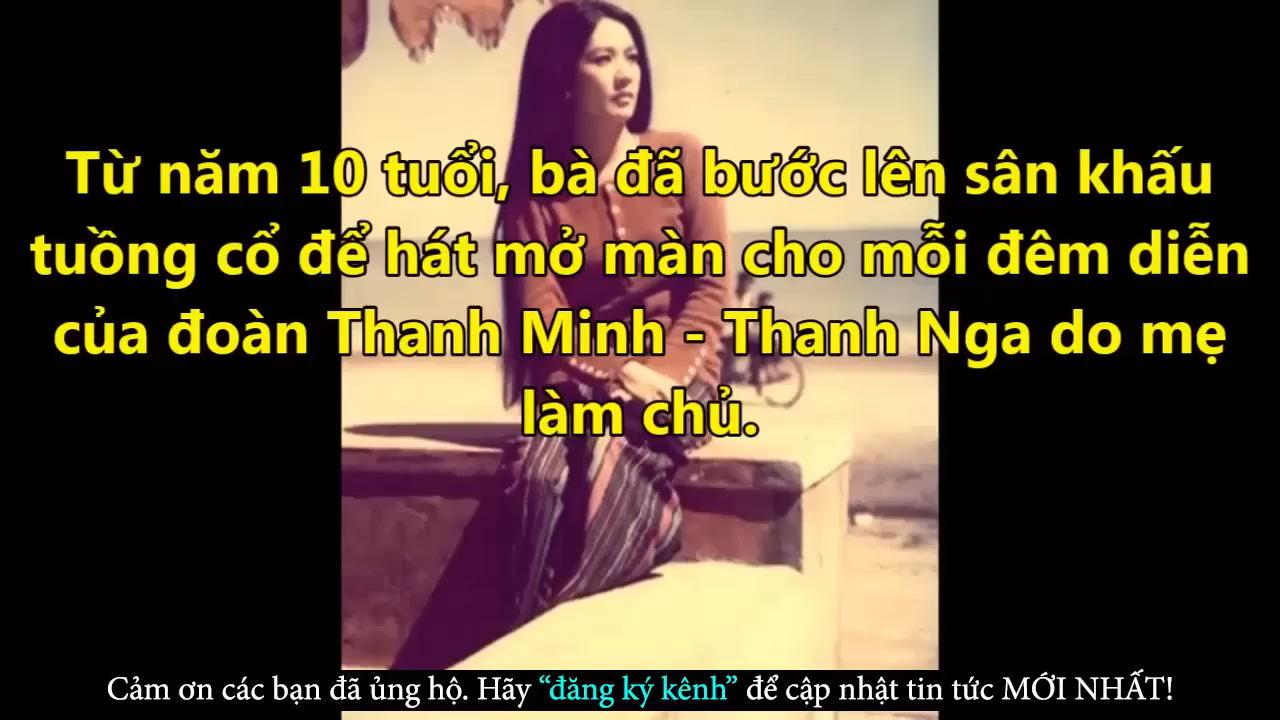 Từ năm 10 tuổi, bà đã bước lên sân khấu
tuồng cổ để hát mở màn cho mỗi đêm diễn
của đoàn Thanh Minh - Thanh Nga do mẹ
làm chủ.
Cảm ơn các bạn đã ủng hộ. Hãy “đăng ký kênh” để cập nhật tin tức MỚI NHẤT!